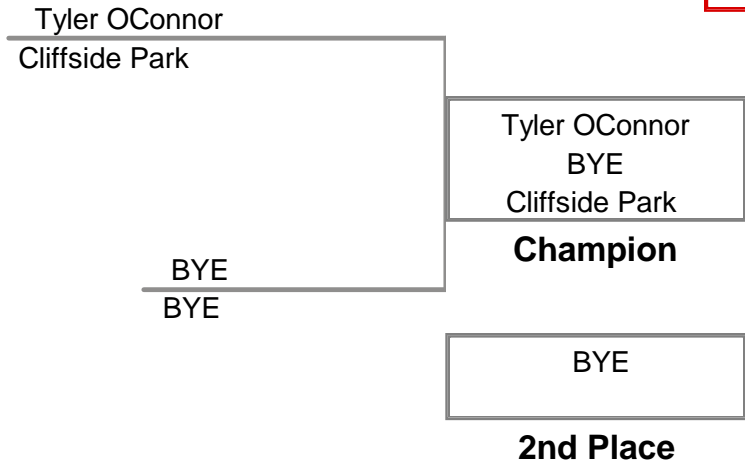 Tyler OConnor
Cliffside Park
Tyler OConnor
BYE
Cliffside Park
Champion
BYE
BYE
BYE
2nd Place